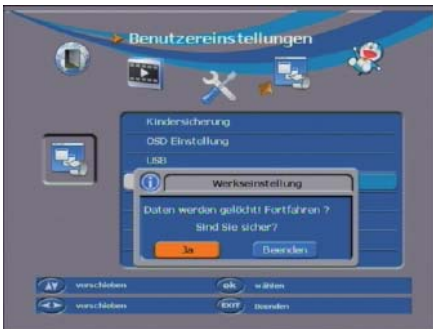 Benutzereinstellungen
Kindersicherung
OSD Einstellung
USB
Werkseinstellung
Daten werden gelöcht! Fortfahren ?
Sind Sie sicher?
Ja Beenden
verschieben ok wählen
verschieben EXIT Beenden